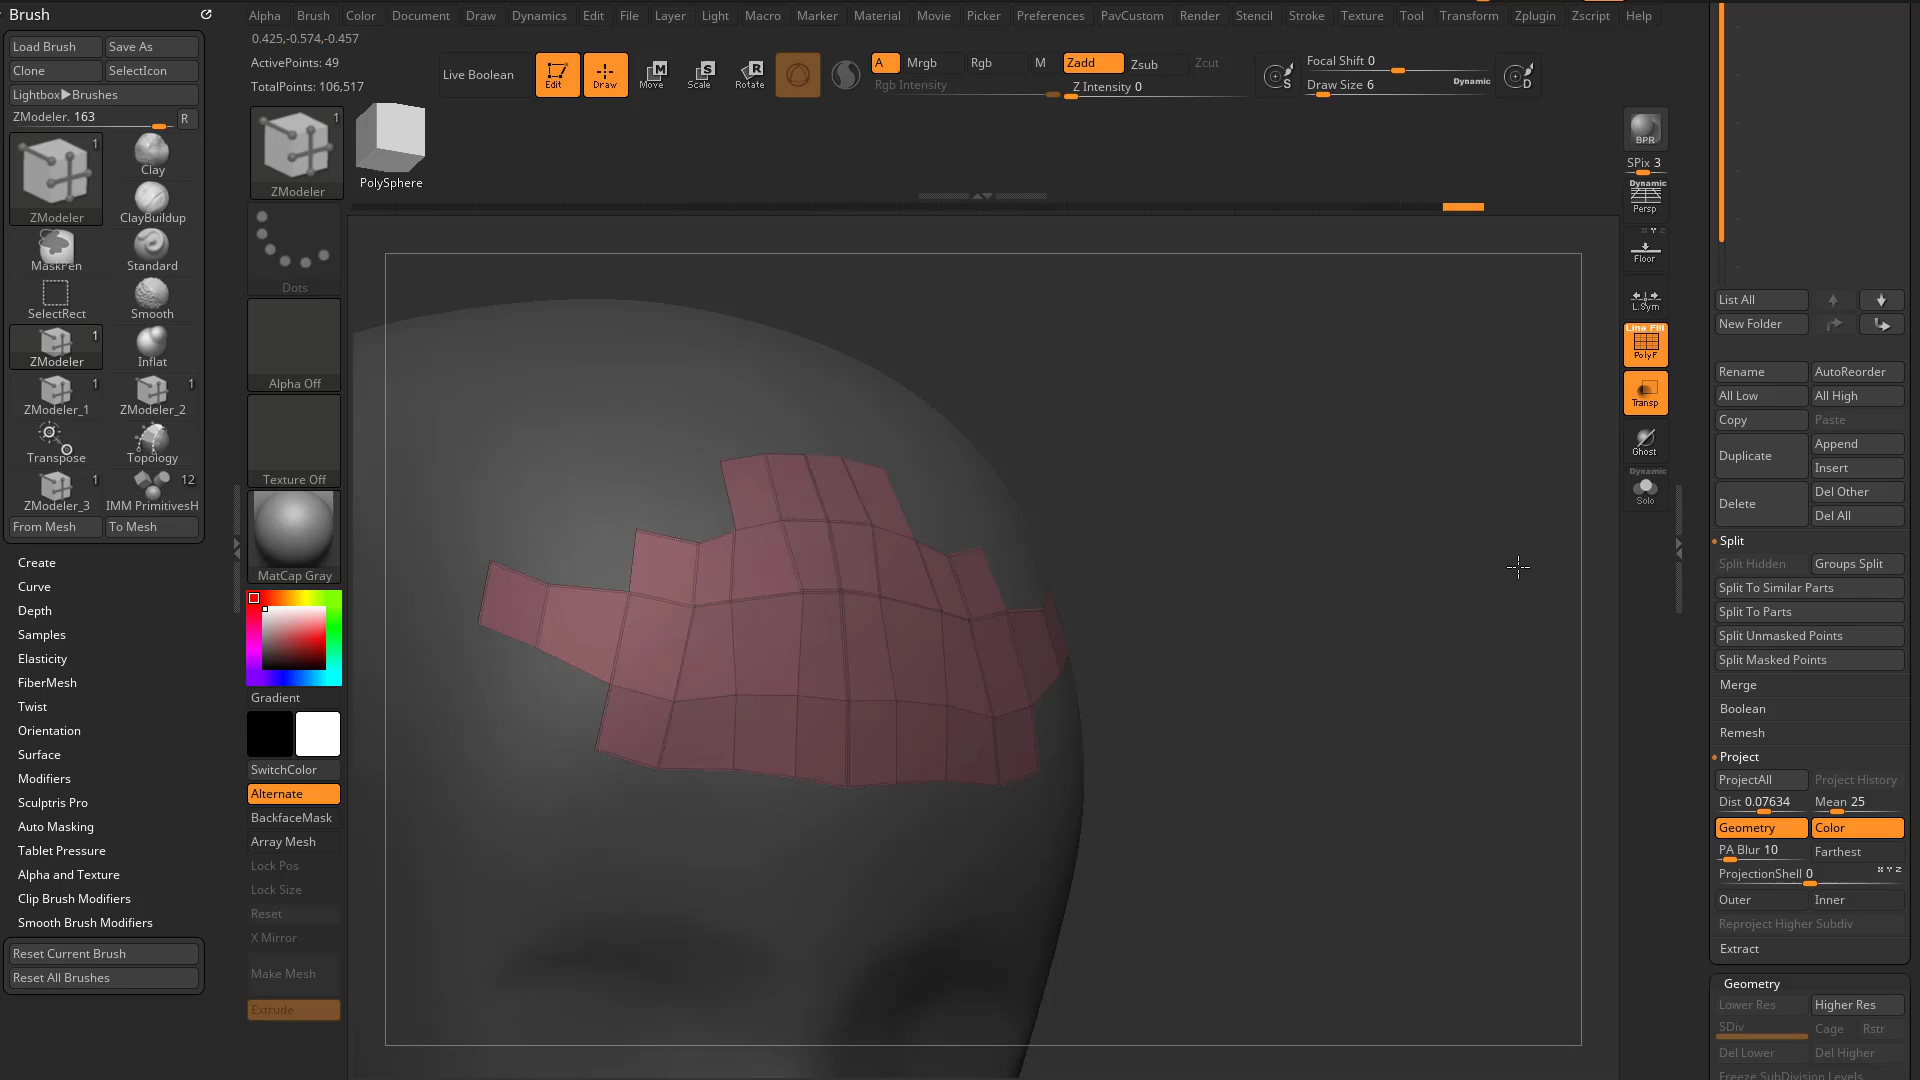 Brush
Load Brush Save As
Clone SelectIcon
Lightbox▶Brushes
ZModeler. 163 R
1
ZModeler
Clay
ClayBuildup
MaskPen Standard
SelectRect Smooth
1
ZModeler Inflat
1 1
ZModeler_1 ZModeler_2
Transpose Topology
12
ZModeler_3 IMM PrimitivesH
From Mesh To Mesh
Create
Curve
Depth
Samples
Elasticity
FiberMesh
Twist
Orientation
Surface
Modifiers
Sculptris Pro
Auto Masking
Tablet Pressure
Alpha and Texture
Clip Brush Modifiers
Smooth Brush Modifiers
Reset Current Brush
Reset All Brushes
Alpha Brush Color Document Draw Dynamics Edit File Layer Light Macro Marker Material Movie Picker Preferences PavCustom Render Stencil Stroke Texture Tool Transform Zplugin Zscript Help
0.425,-0.574,-0.457
ActivePoints: 49
TotalPoints: 106,517
Live Boolean
Edit Draw Move Scale Rotate
A Mrgb Rgb M Zadd Zsub Zcut
Rgb Intensity Z Intensity 0
S
Focal Shift 0
Draw Size 6 Dynamic
D
1
ZModeler PolySphere
Dots
Alpha Off
Texture Off
MatCap Gray
Gradient
SwitchColor
Alternate
BackfaceMask
Array Mesh
Lock Pos
Lock Size
Reset
X Mirror
Make Mesh
Extrude
BPR
SPix 3
Dynamic
Persp
Floor
L.Sym
Line Fill
PolyF
Transp
Ghost
Dynamic
Solo
List All
New Folder
Rename AutoReorder
All Low All High
Copy Paste
Duplicate Append
Insert
Delete Del Other
Del All
Split
Split Hidden Groups Split
Split To Similar Parts
Split To Parts
Split Unmasked Points
Split Masked Points
Merge
Boolean
Remesh
Project
ProjectAll Project History
Dist 0.07634 Mean 25
Geometry Color
PA Blur 10 Farthest
ProjectionShell 0 X Y Z
Outer Inner
Reproject Higher Subdiv
Extract
Geometry
Lower Res Higher Res
SDiv Cage Rstr
Del Lower Del Higher
Freeze SubDivision Levels